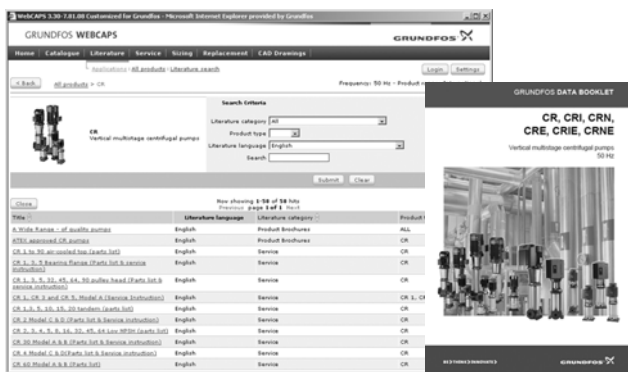 WebCAPS 3.30-7.01.08 Customized for Grundfos - Microsoft Internet Explorer provided by Grundfos
GRUNDFOS WEBCAPS
GRUNDFOS
Home Catalogue Literature Service Sizing Replacement CAD Drawings
Applications · All products · Literature search
Login Settings
< Back All products > CR
Frequency: 50 Hz - Product
Search Criteria
Literature category All
Product type
Literature language English
Search
Submit Clear
CR
Vertical multistage centrifugal pumps
Close
Now showing 1-58 of 58 hits
Previous page 1 of 1 Next
Title Literature language Literature category Product
A Wide Range - of quality pumps English Product Brochures ALL
ATEX approved CR pumps English Product Brochures CR
CR 1 to 90 air-cooled top (parts list) English Service CR
CR 1, 3, 5 Bearing flange (Parts list & service instruction) English Service CR
CR 1, 3, 5, 32, 45, 64, 90 pulley head (Parts list & service instruction) English Service CR
CR 1, CR 3 and CR 5, Model A (Service Instruction) English Service CR 1, CR
CR 1,3, 5, 10, 15, 20 tandem (parts list) English Service CR
CR 2 Model C & D (Parts list & Service instruction) English Service CR
CR 2, 3, 4, 5, 8, 16, 32, 45, 64 Low NPSH (parts list) English Service CR
CR 30 Model A & B (Parts list & Service instruction) English Service CR
CR 4 Model C & D(Parts list & Service instruction) English Service CR
CR 60 Model A & B (Parts list) English Service CR
GRUNDFOS DATA BOOKLET
CR, CRI, CRN,
CRE, CRIE, CRNE
Vertical multistage centrifugal pumps
50 Hz
BE>THINK>INNOVATE>
GRUNDFOS